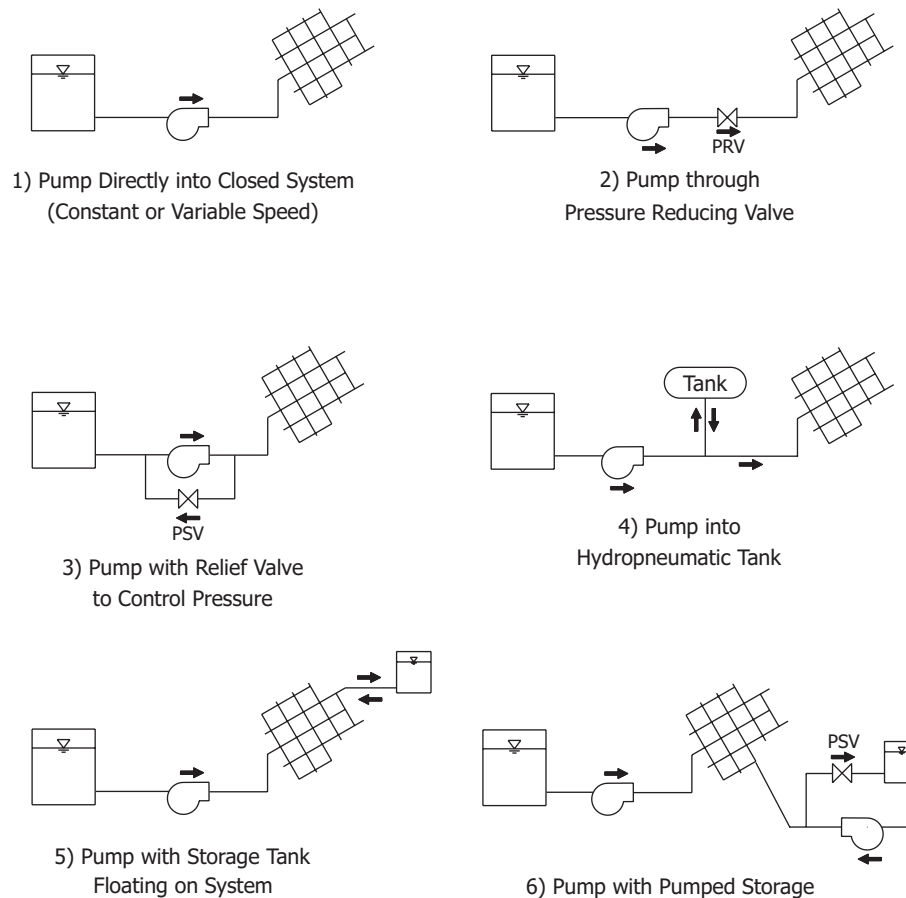 1) Pump Directly into Closed System
(Constant or Variable Speed)
PRV
2) Pump through
Pressure Reducing Valve
PSV
3) Pump with Relief Valve
to Control Pressure
Tank
4) Pump into
Hydropneumatic Tank
5) Pump with Storage Tank
Floating on System
PSV
6) Pump with Pumped Storage